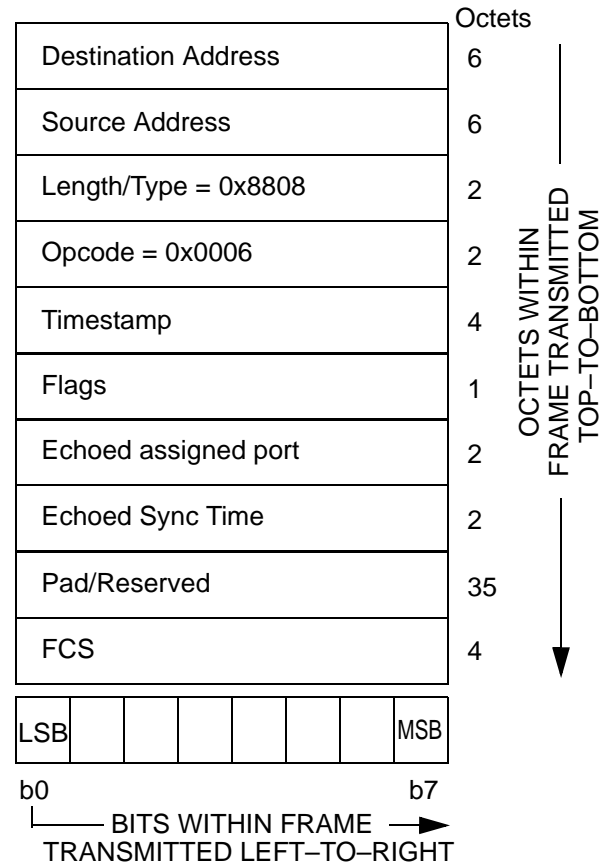 Octets
Destination Address 6
Source Address 6
Length/Type = 0x8808 2
Opcode = 0x0006 2
Timestamp 4
Flags 1
Echoed assigned port 2
Echoed Sync Time 2
Pad/Reserved 35
FCS 4
OCTETS WITHIN
FRAME TRANSMITTED
TOP–TO–BOTTOM
LSB MSB
b0 b7
BITS WITHIN FRAME
TRANSMITTED LEFT–TO–RIGHT